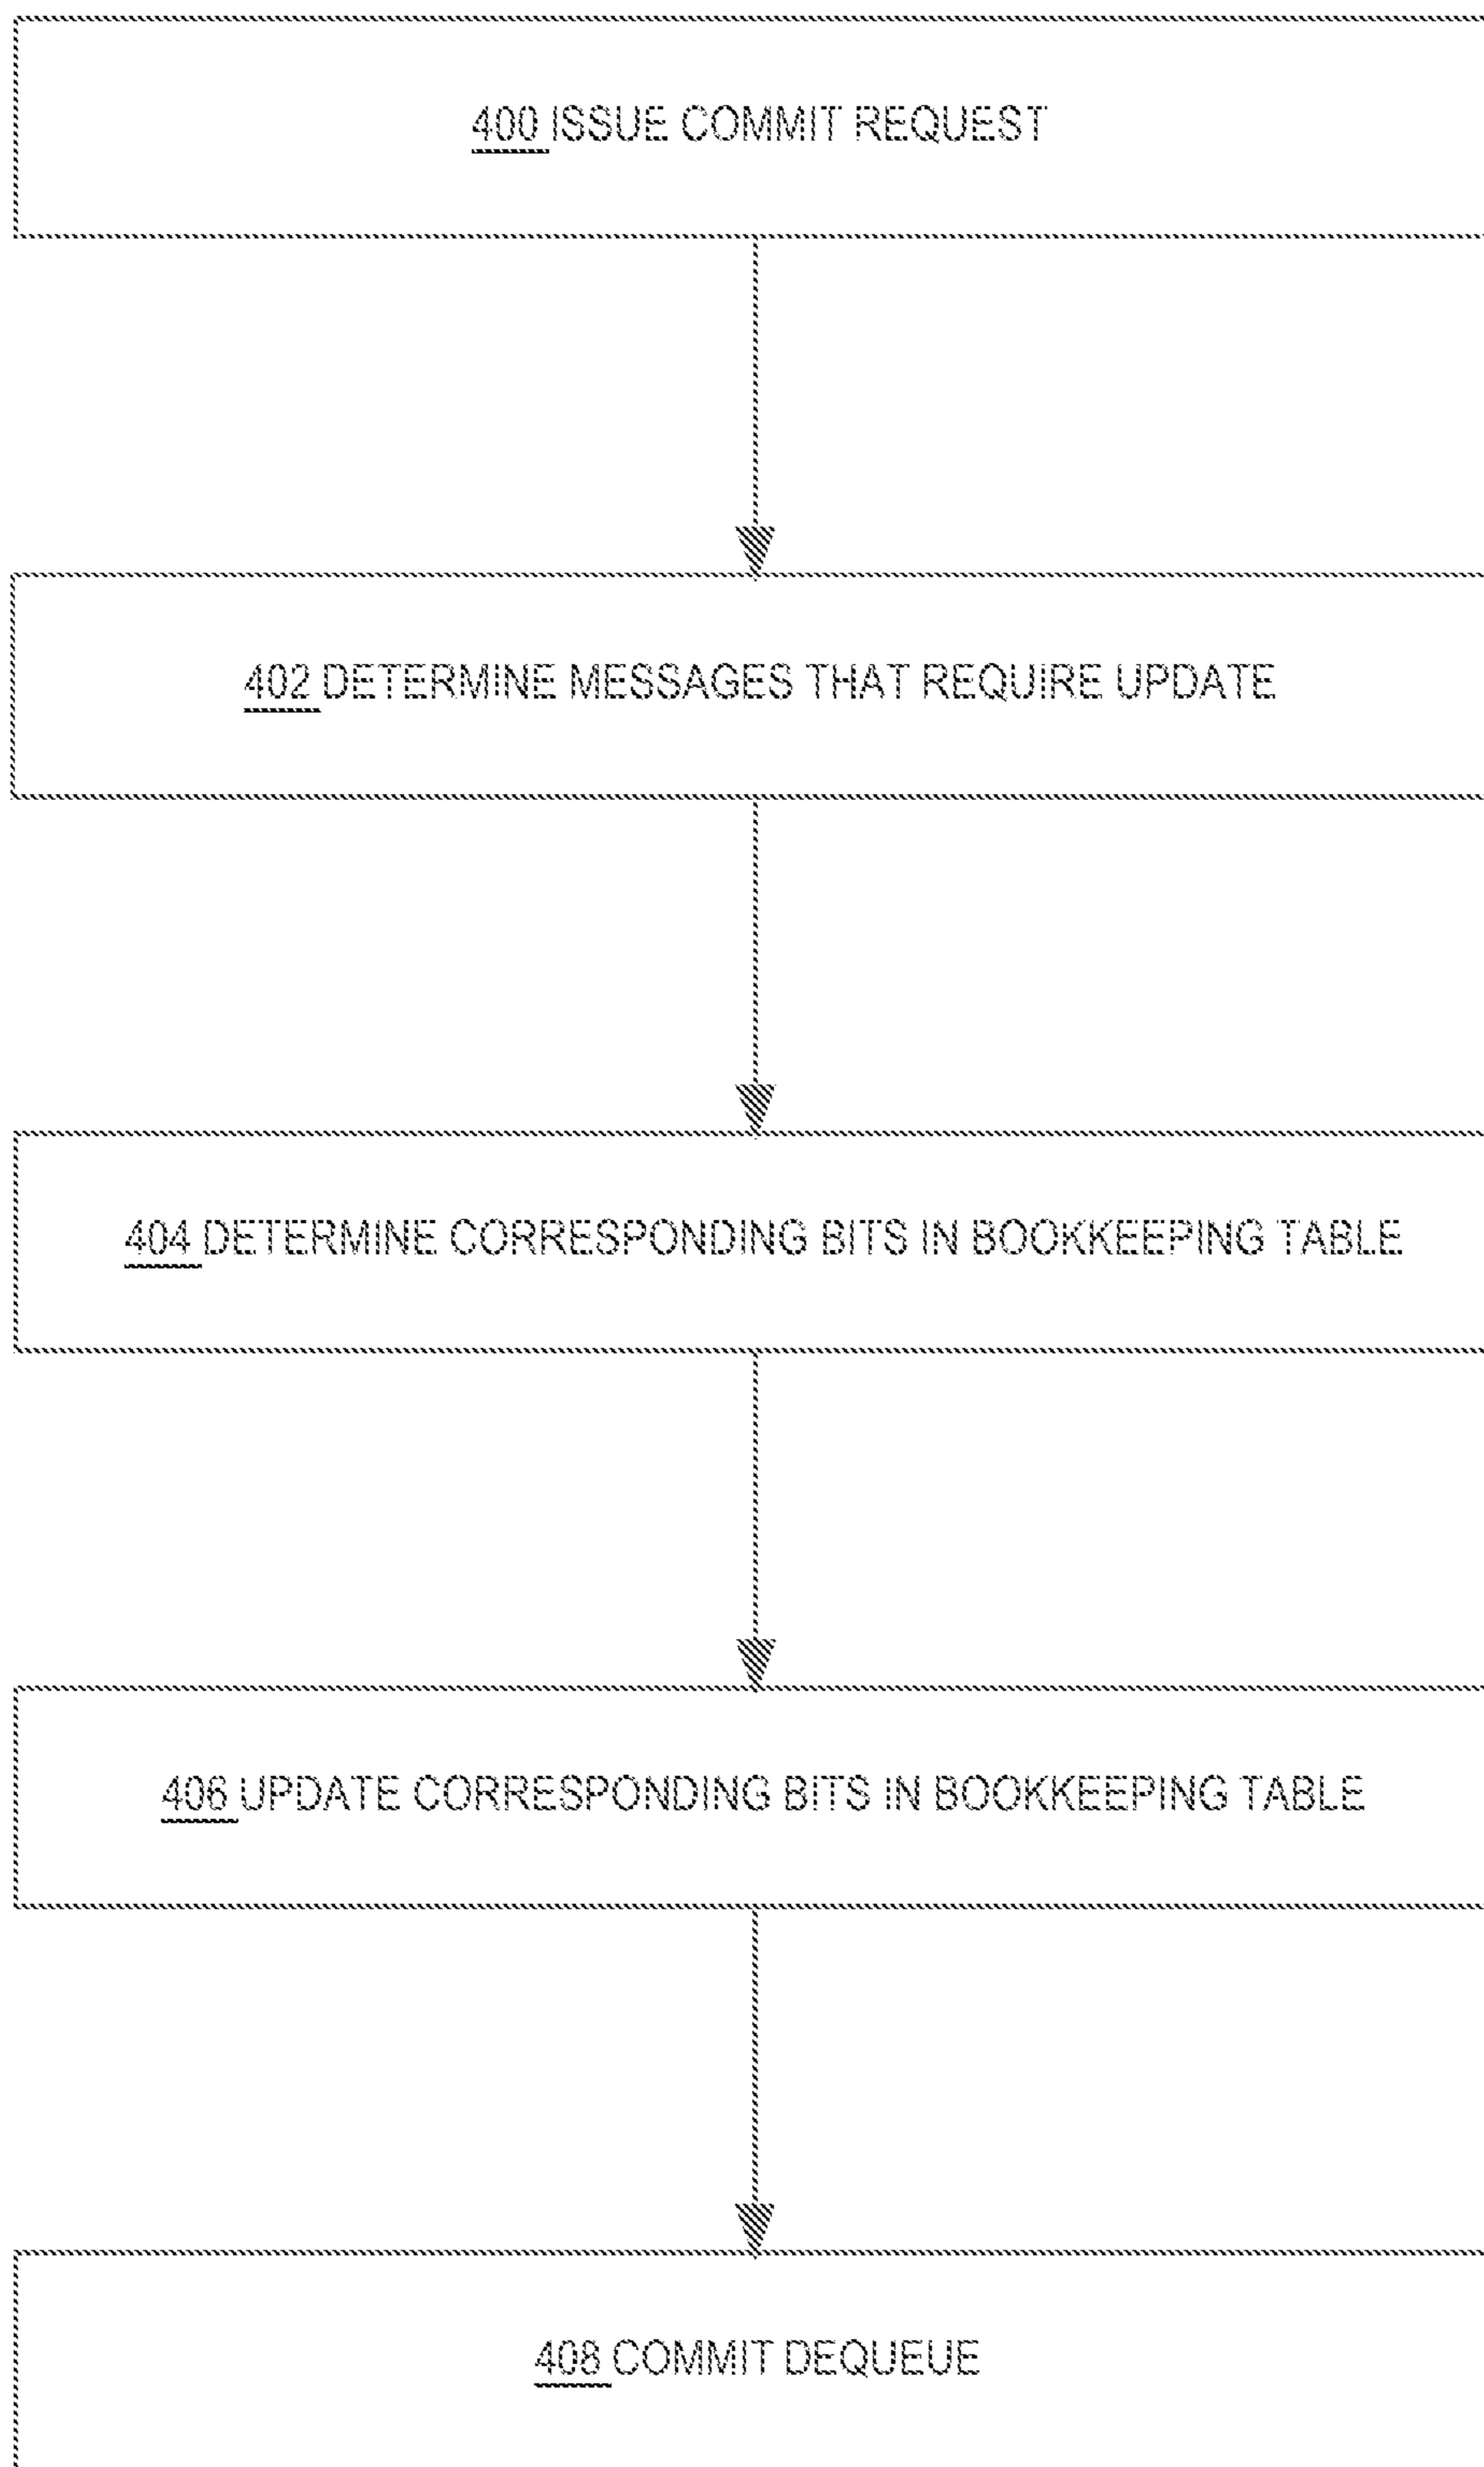 400 ISSUE COMMIT REQUEST
402 DETERMINE MESSAGES THAT REQUIRE UPDATE
404 DETERMINE CORRESPONDING BITS IN BOOKKEEPING TABLE
406 UPDATE CORRESPONDING BITS IN BOOKKEEPING TABLE
408 COMMIT DEQUEUE